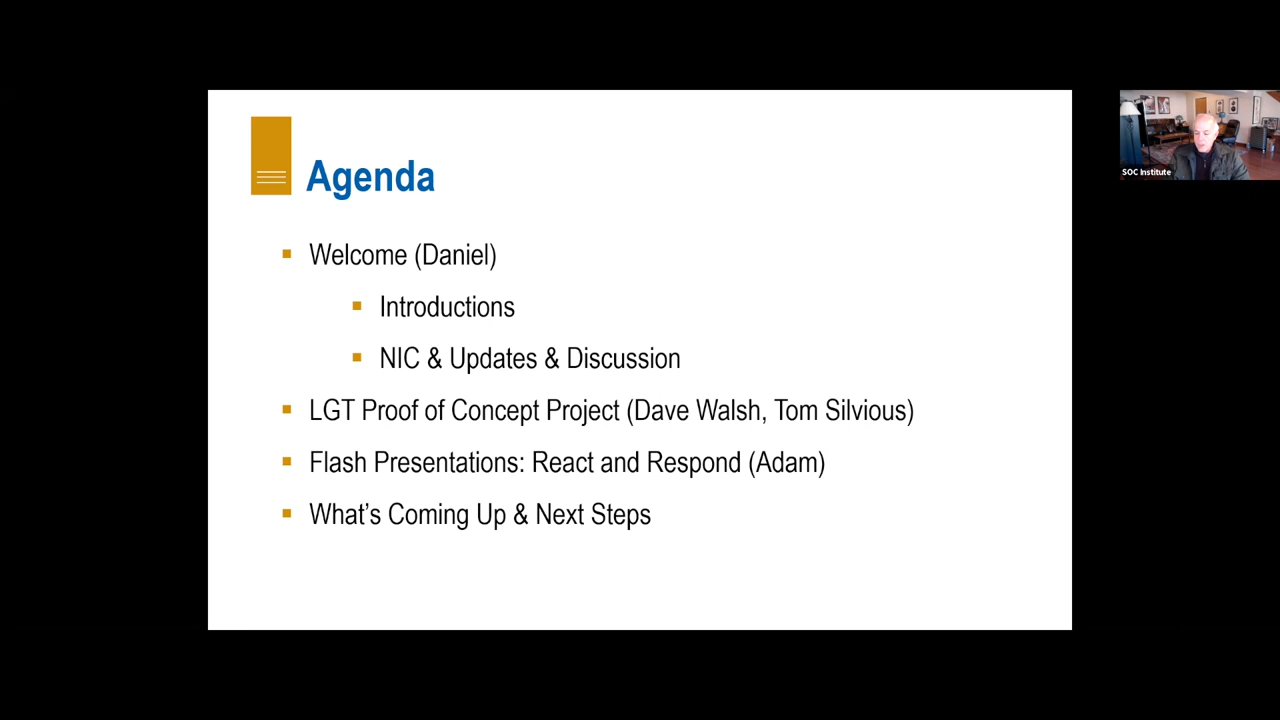 Agenda
Welcome (Daniel)
Introductions
NIC & Updates & Discussion
LGT Proof of Concept Project (Dave Walsh, Tom Silvious)
Flash Presentations: React and Respond (Adam)
What’s Coming Up & Next Steps
SOC Institute